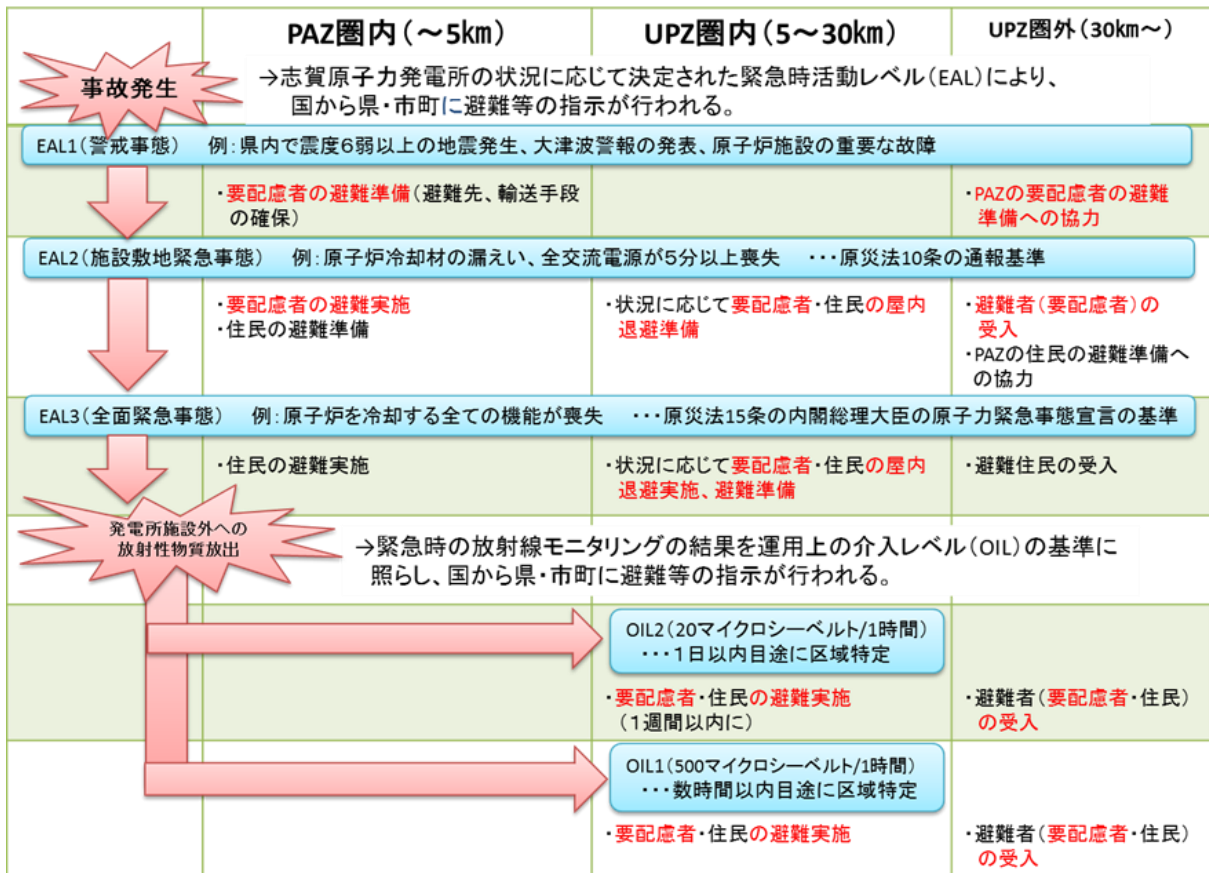 PAZ圏内(～5㎞)
UPZ圏内(5～30㎞)
UPZ圏外(30㎞～)
事故発生
→志賀原子力発電所の状況に応じて決定された緊急時活動レベル(EAL)により、
国から県・市町に避難等の指示が行われる。
EAL1(警戒事態)　例:県内で震度6弱以上の地震発生、大津波警報の発表、原子炉施設の重要な故障
・要配慮者の避難準備(避難先、輸送手段
の確保)
・PAZの要配慮者の避難
準備への協力
EAL2(施設敷地緊急事態)　例:原子炉冷却材の漏えい、全交流電源が5分以上喪失　・・・原災法10条の通報基準
・要配慮者の避難実施
・住民の避難準備
・状況に応じて要配慮者・住民の屋内
退避準備
・避難者(要配慮者)の
受入
・PAZの住民の避難準備へ
の協力
EAL3(全面緊急事態)　例:原子炉を冷却する全ての機能が喪失　・・・原災法15条の内閣総理大臣の原子力緊急事態宣言の基準
・住民の避難実施
・状況に応じて要配慮者・住民の屋内
退避実施、避難準備
・避難住民の受入
発電所施設外への
放射性物質放出
→緊急時の放射線モニタリングの結果を運用上の介入レベル(OIL)の基準に
照らし、国から県・市町に避難等の指示が行われる。
OIL2(20マイクロシーベルト/1時間)
・・・1日以内目途に区域特定
・要配慮者・住民の避難実施
(1週間以内に)
・避難者(要配慮者・住民)
の受入
OIL1(500マイクロシーベルト/1時間)
・・・数時間以内目途に区域特定
・要配慮者・住民の避難実施
・避難者(要配慮者・住民)
の受入